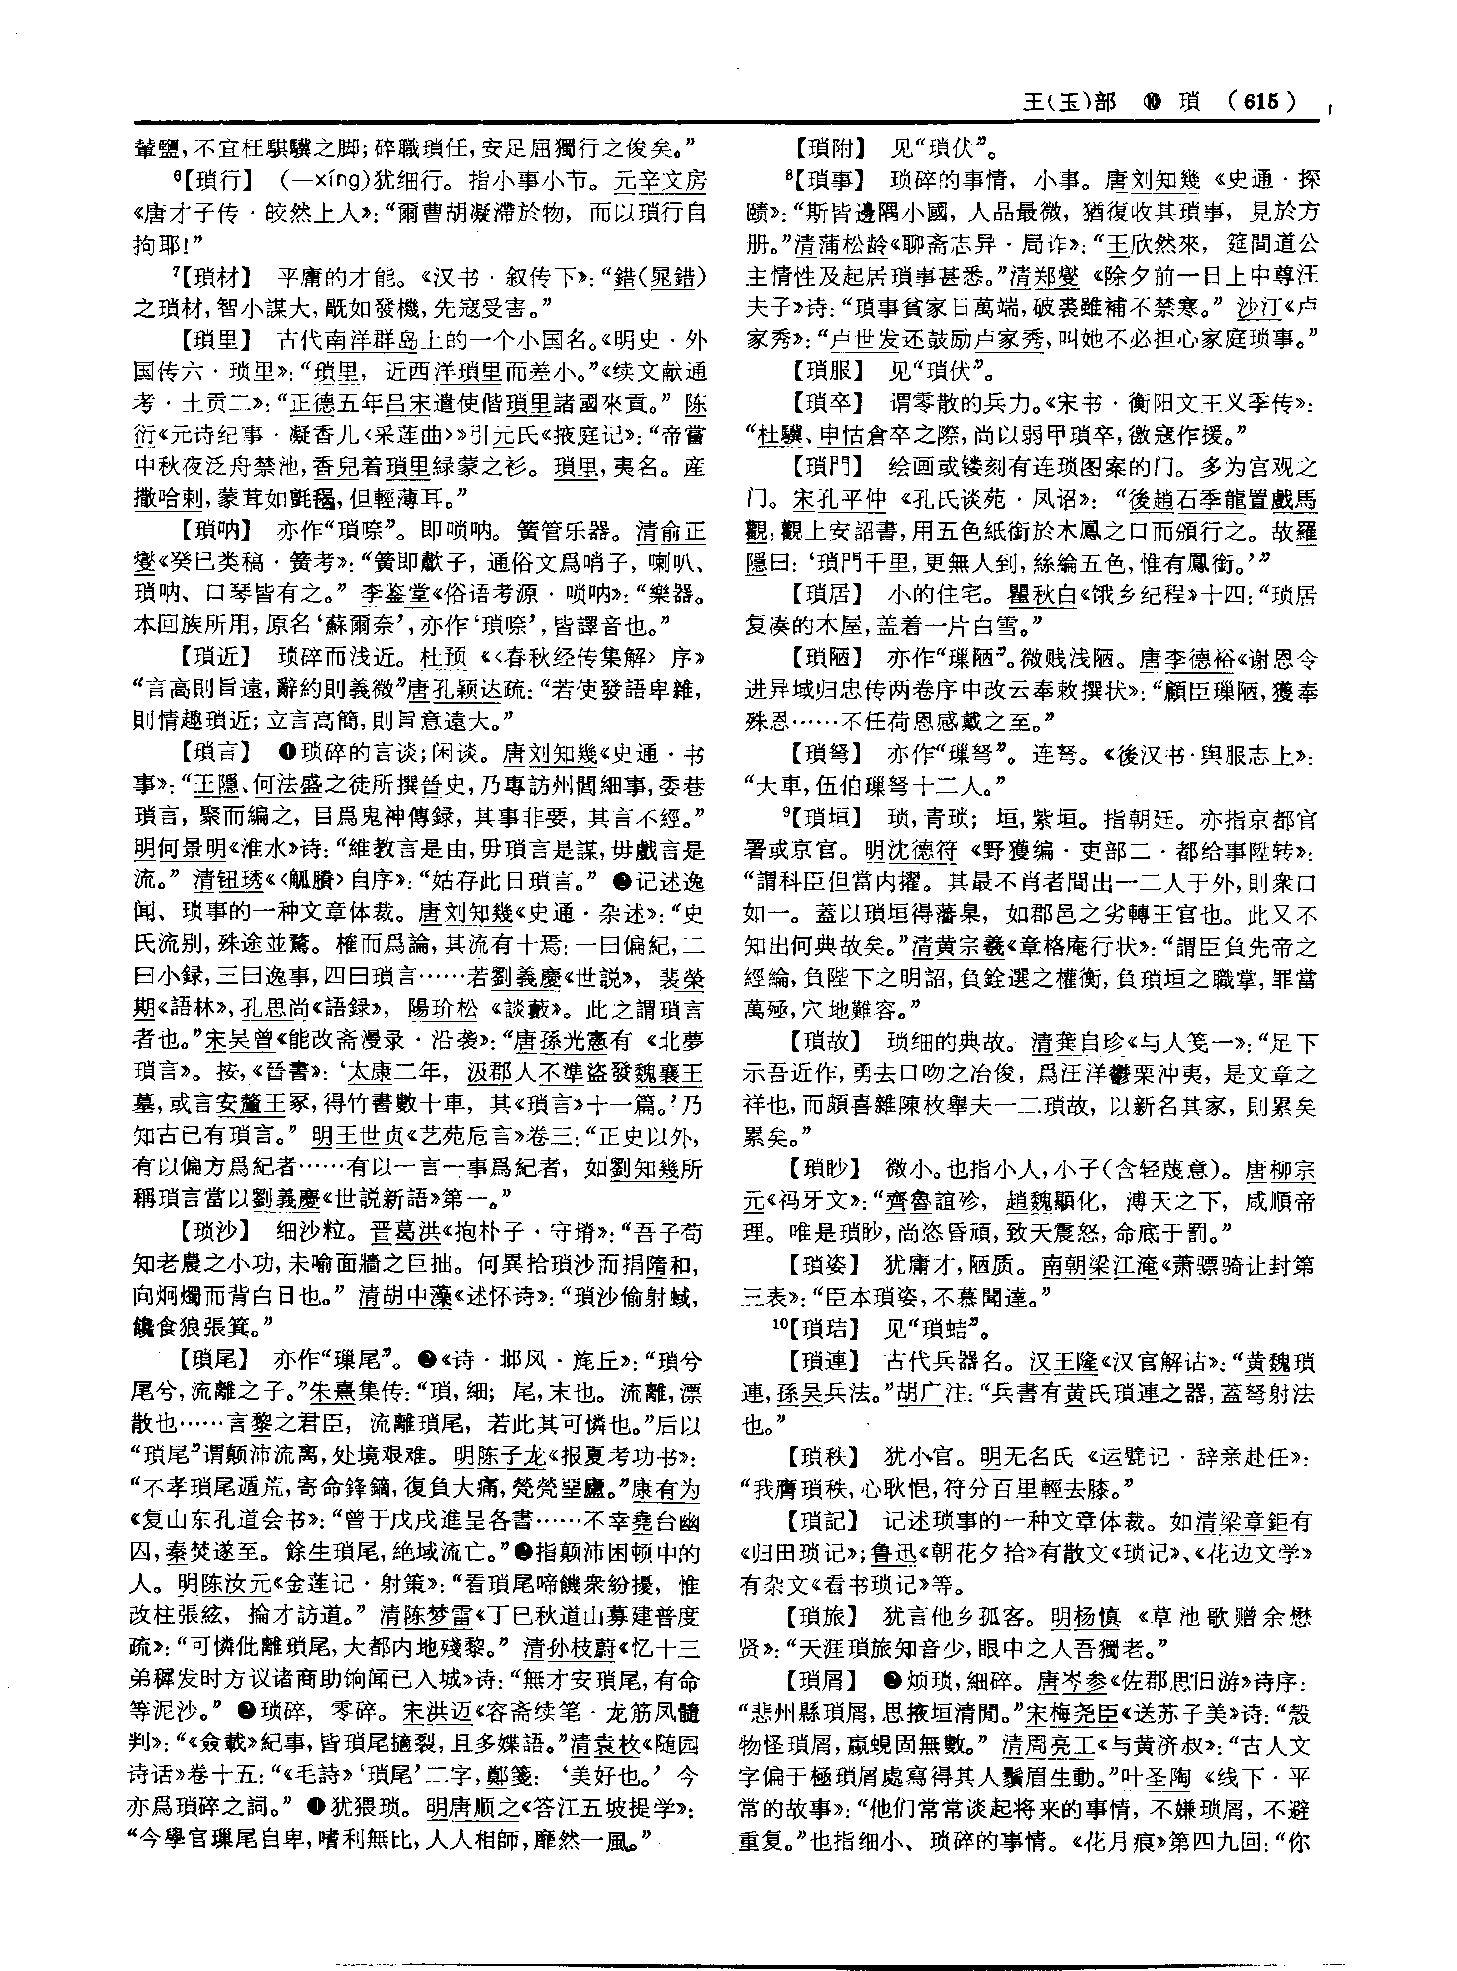 王(玉)部 ⑩ 瑣 (615)
輦鹽,不宜枉騏驥之脚;碎職瑣任,安足屈獨行之俊矣。”
⁶【瑣行】 (—xíng)犹细行。指小事小节。元辛文房
《唐才子传·皎然上人》:“爾曹胡凝滯於物,而以瑣行自
拘耶!”
⁷【瑣材】 平庸的才能。《汉书·叙传下》:“錯(晁錯)
之瑣材,智小謀大,㞐如發機,先寇受害。”
【瑣里】 古代南洋群岛上的一个小国名。《明史·外
国传六·琐里》:“瑣里,近西洋瑣里而差小。”《续文献通
考·土贡二》:“正德五年吕宋遣使偕瑣里諸國來貢。”陈
衍《元诗纪事·凝香儿〈采莲曲〉》引元氏《掖庭记》:“帝嘗
中秋夜泛舟禁池,香兒着瑣里緑蒙之衫。瑣里,夷名。産
撒哈剌,蒙茸如氈毼,但輕薄耳。”
【瑣呐】 亦作“瑣嗩”。即唢呐。簧管乐器。清俞正
燮《癸巳类稿·簧考》:“簧即歗子,通俗文爲哨子,喇叭、
瑣呐、口琴皆有之。”李鉴堂《俗语考源·唢呐》:“樂器。
本回族所用,原名‘蘇爾奈’,亦作‘瑣㗫’,皆譯音也。”
【瑣近】 琐碎而浅近。杜预《〈春秋经传集解〉序》
“言高則旨遠,辭約則義微”唐孔颖达疏:“若使發語卑雜,
則情趣瑣近;立言高簡,則旨意遠大。”
【瑣言】 ❶琐碎的言谈;闲谈。唐刘知幾《史通·书
事》:“王隱、何法盛之徒所撰晉史,乃專訪州閭細事,委巷
瑣言,聚而編之,目爲鬼神傳録,其事非要,其言不經。”
明何景明《淮水》诗:“維教言是由,毋瑣言是謀,毋戲言是
流。”清钮琇《〈觚賸〉自序》:“姑存此日瑣言。”❷记述逸
闻、琐事的一种文章体裁。唐刘知幾《史通·杂述》:“史
氏流别,殊途並騖。榷而爲論,其流有十焉:一曰偏紀,二
曰小録,三曰逸事,四曰瑣言……若劉義慶《世説》,裴榮
期《語林》,孔思尚《語録》,陽玠松《談藪》。此之謂瑣言
者也。”宋吴曾《能改斋漫录·沿袭》:“唐孫光憲有《北夢
瑣言》。按,《晉書》:‘太康二年,汲郡人不準盜發魏襄王
墓,或言安釐王冢,得竹書數十車,其《瑣言》十一篇。’乃
知古已有瑣言。”明王世贞《艺苑卮言》卷三:“正史以外,
有以偏方爲紀者……有以一言一事爲紀者,如劉知幾所
稱瑣言當以劉義慶《世説新語》第一。”
【琐沙】 细沙粒。晋葛洪《抱朴子·守塉》:“吾子苟
知老農之小功,未喻面牆之巨拙。何異拾瑣沙而捐隋和,
向炯燭而背白日也。”清胡中藻《述怀诗》:“瑣沙偷射蜮,
饞食狼張箕。”
【瑣尾】 亦作“璅尾”。❶《诗·邶风·旄丘》:“瑣兮
尾兮,流離之子。”朱熹集传:“瑣,細;尾,末也。流離,漂
散也……言黎之君臣,流離瑣尾,若此其可憐也。”后以
“瑣尾”谓颠沛流离,处境艰难。明陈子龙《报夏考功书》:
“不孝瑣尾遁荒,寄命鋒鏑,復負大痛,煢煢堊廬。”康有为
《复山东孔道会书》:“曾于戊戌進呈各書……不幸堯台幽
囚,秦焚遂至。餘生瑣尾,絶域流亡。”❷指颠沛困顿中的
人。明陈汝元《金莲记·射策》:“看瑣尾啼饑衆紛擾,惟
改柱張絃,掄才訪道。”清陈梦雷《丁巳秋道山募建普度
疏》:“可憐仳離瑣尾,大都内地殘黎。”清孙枝蔚《忆十三
弟穉发时方议诸商助饷闻已入城》诗:“無才安瑣尾,有命
等泥沙。”❸琐碎,零碎。宋洪迈《容斋续笔·龙筋凤髓
判》:“《僉載》紀事,皆瑣尾擿裂,且多媟語。”清袁枚《随园
诗话》卷十五:“《毛詩》‘瑣尾’二字,鄭箋:‘美好也。’今
亦爲瑣碎之詞。”❹犹猥琐。明唐顺之《答江五坡提学》:
“今學官璅尾自卑,嗜利無比,人人相師,靡然一風。”
【瑣附】 见“瑣伏”。
⁸【瑣事】 琐碎的事情,小事。唐刘知幾《史通·探
赜》:“斯皆邊隅小國,人品最微,猶復收其瑣事,見於方
册。”清蒲松龄《聊斋志异·局诈》:“王欣然來,筵間道公
主情性及起居瑣事甚悉。”清郑燮《除夕前一日上中尊汪
夫子》诗:“瑣事貧家日萬端,破裘雖補不禁寒。”沙汀《卢
家秀》:“卢世发还鼓励卢家秀,叫她不必担心家庭琐事。”
【瑣服】 见“瑣伏”。
【瑣卒】 谓零散的兵力。《宋书·衡阳文王义季传》:
“杜驥、申恬倉卒之際,尚以弱甲瑣卒,徼寇作援。”
【瑣門】 绘画或镂刻有连琐图案的门。多为宫观之
门。宋孔平仲《孔氏谈苑·凤诏》:“後趙石季龍置戲馬
觀,觀上安詔書,用五色紙銜於木鳳之口而頒行之。故羅
隱曰:‘瑣門千里,更無人到,絲綸五色,惟有鳳銜。’”
【瑣居】 小的住宅。瞿秋白《饿乡纪程》十四:“琐居
复凑的木屋,盖着一片白雪。”
【瑣陋】 亦作“璅陋”。微贱浅陋。唐李德裕《谢恩令
进异域归忠传两卷序中改云奉敕撰状》:“顧臣璅陋,獲奉
殊恩……不任荷恩感戴之至。”
【瑣弩】 亦作“璅弩”。连弩。《後汉书·舆服志上》:
“大車,伍伯璅弩十二人。”
⁹【瑣垣】 琐,青琐;垣,紫垣。指朝廷。亦指京都官
署或京官。明沈德符《野獲编·吏部二·都给事陞转》:
“謂科臣但當内擢。其最不肖者間出一二人于外,則衆口
如一。蓋以瑣垣得藩臬,如郡邑之劣轉王官也。此又不
知出何典故矣。”清黄宗羲《章格庵行状》:“謂臣負先帝之
經綸,負陛下之明詔,負銓選之權衡,負瑣垣之職掌,罪當
萬殛,穴地難容。”
【瑣故】 琐细的典故。清龚自珍《与人笺一》:“足下
示吾近作,勇去口吻之冶俊,爲汪洋鬱栗沖夷,是文章之
祥也,而頗喜雜陳枚舉夫一二瑣故,以新名其家,則累矣
累矣。”
【瑣眇】 微小。也指小人,小子(含轻蔑意)。唐柳宗
元《祃牙文》:“齊魯誼殄,趙魏顯化,溥天之下,咸順帝
理。唯是瑣眇,尚恣昏頑,致天震怒,命底于罰。”
【瑣姿】 犹庸才,陋质。南朝梁江淹《萧骠骑让封第
三表》:“臣本瑣姿,不慕聞達。”
¹⁰【瑣㓤】 见“瑣蛣”。
【瑣連】 古代兵器名。汉王隆《汉官解诂》:“黄魏瑣
連,孫吴兵法。”胡广注:“兵書有黄氏瑣連之器,蓋弩射法
也。”
【瑣秩】 犹小官。明无名氏《运甓记·辞亲赴任》:
“我膺瑣秩,心耿悒,符分百里輕去膝。”
【瑣記】 记述琐事的一种文章体裁。如清梁章鉅有
《归田琐记》;鲁迅《朝花夕拾》有散文《琐记》、《花边文学》
有杂文《看书琐记》等。
【瑣旅】 犹言他乡孤客。明杨慎《草池歌赠余懋
贤》:“天涯瑣旅知音少,眼中之人吾獨老。”
【瑣屑】 ❶烦琐,細碎。唐岑参《佐郡思旧游》诗序:
“悲州縣瑣屑,思掖垣清閒。”宋梅尧臣《送苏子美》诗:“殼
物怪瑣屑,蠃蜆固無數。”清周亮工《与黄济叔》:“古人文
字偏于極瑣屑處寫得其人鬚眉生動。”叶圣陶《线下·平
常的故事》:“他们常常谈起将来的事情,不嫌琐屑,不避
重复。”也指细小、琐碎的事情。《花月痕》第四九回:“你